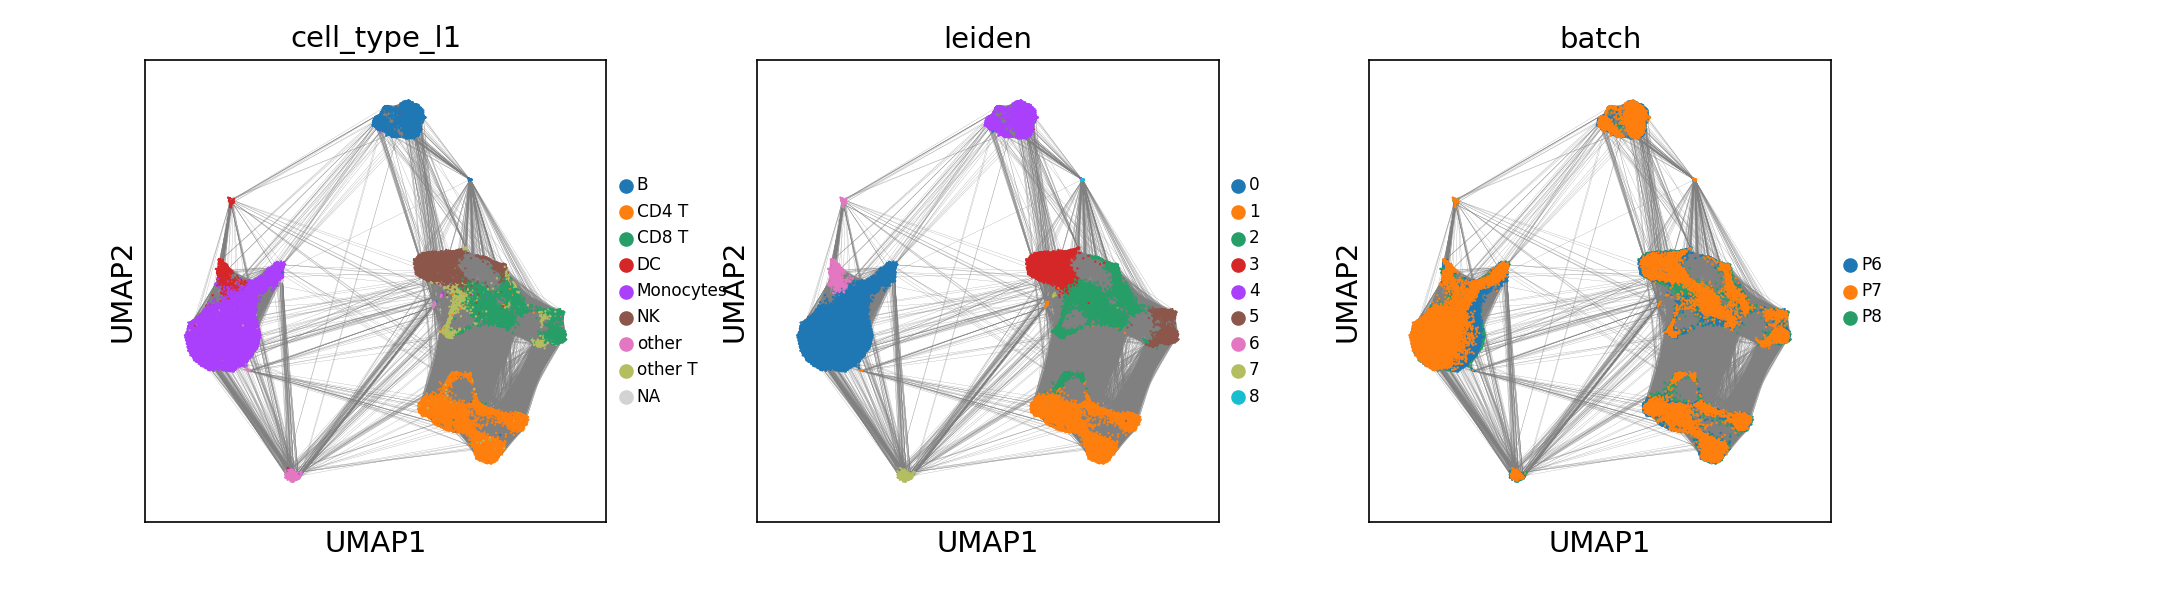 cell_type_l1
UMAP2
UMAP1
B
CD4 T
CD8 T
DC
Monocytes
NK
other
other T
NA
leiden
UMAP2
UMAP1
0
1
2
3
4
5
6
7
8
batch
UMAP2
UMAP1
P6
P7
P8